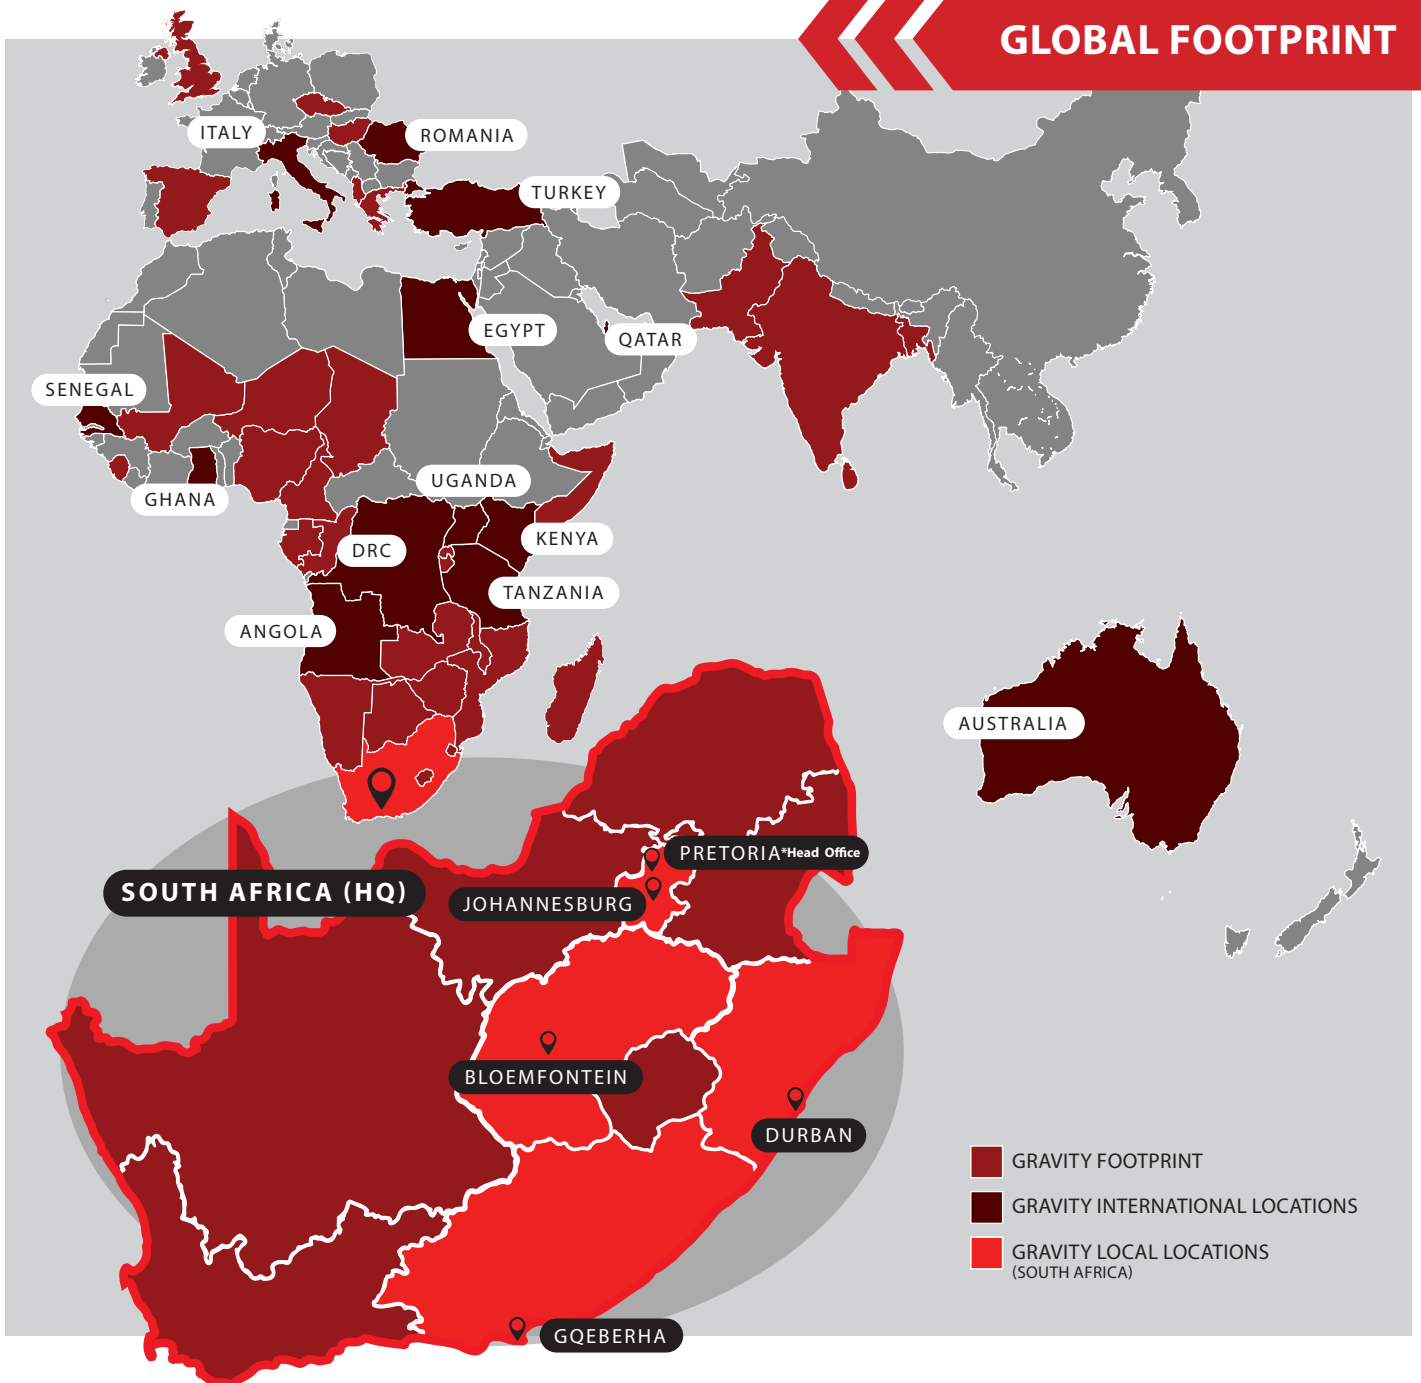 GLOBAL FOOTPRINT
ITALY
ROMANIA
TURKEY
EGYPT
QATAR
SENEGAL
GHANA
UGANDA
DRC
KENYA
TANZANIA
ANGOLA
AUSTRALIA
SOUTH AFRICA (HQ)
PRETORIA*Head Office
JOHANNESBURG
BLOEMFONTEIN
DURBAN
GQEBERHA
GRAVITY FOOTPRINT
GRAVITY INTERNATIONAL LOCATIONS
GRAVITY LOCAL LOCATIONS
(SOUTH AFRICA)